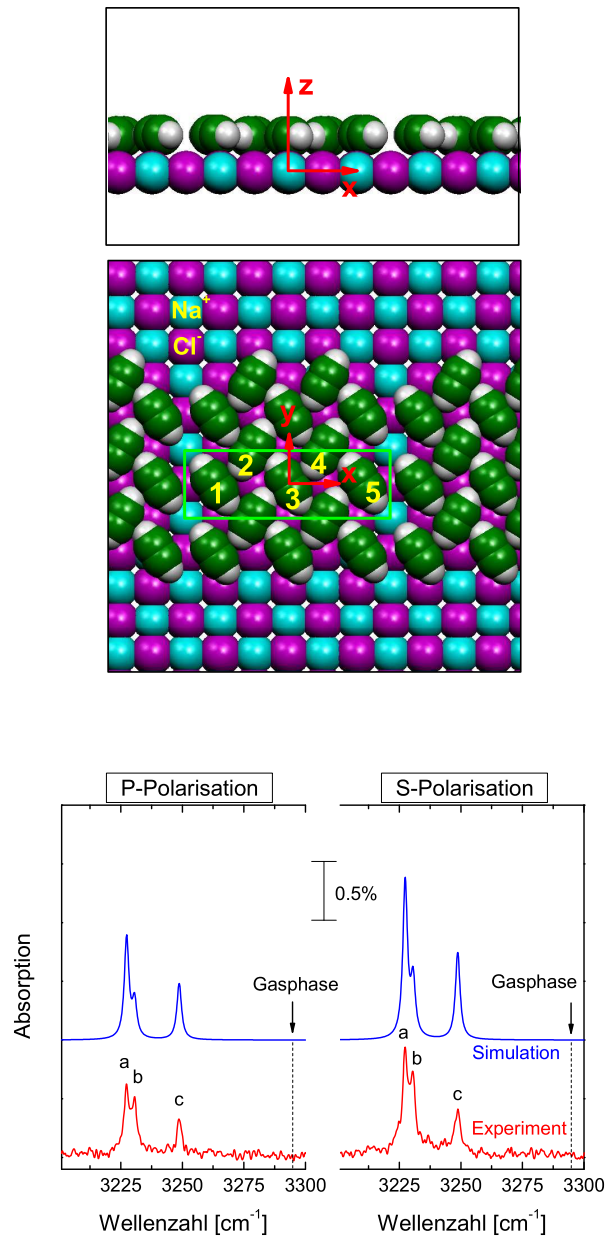 z
x
Na+
Cl-
y
2
4
x
1
3
5
P-Polarisation
S-Polarisation
0.5%
Gasphase
Gasphase
Absorption
a
b
c
a
b
c
Simulation
Experiment
3225
3250
3275
3300
3225
3250
3275
3300
Wellenzahl [cm-1]
Wellenzahl [cm-1]